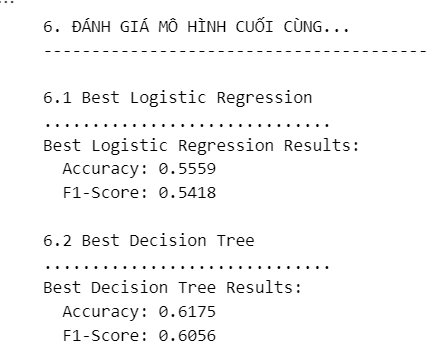 ...
6. ĐÁNH GIÁ MÔ HÌNH CUỐI CÙNG...
----------------------------------------
6.1 Best Logistic Regression
..............................
Best Logistic Regression Results:
Accuracy: 0.5559
F1-Score: 0.5418
6.2 Best Decision Tree
..............................
Best Decision Tree Results:
Accuracy: 0.6175
F1-Score: 0.6056